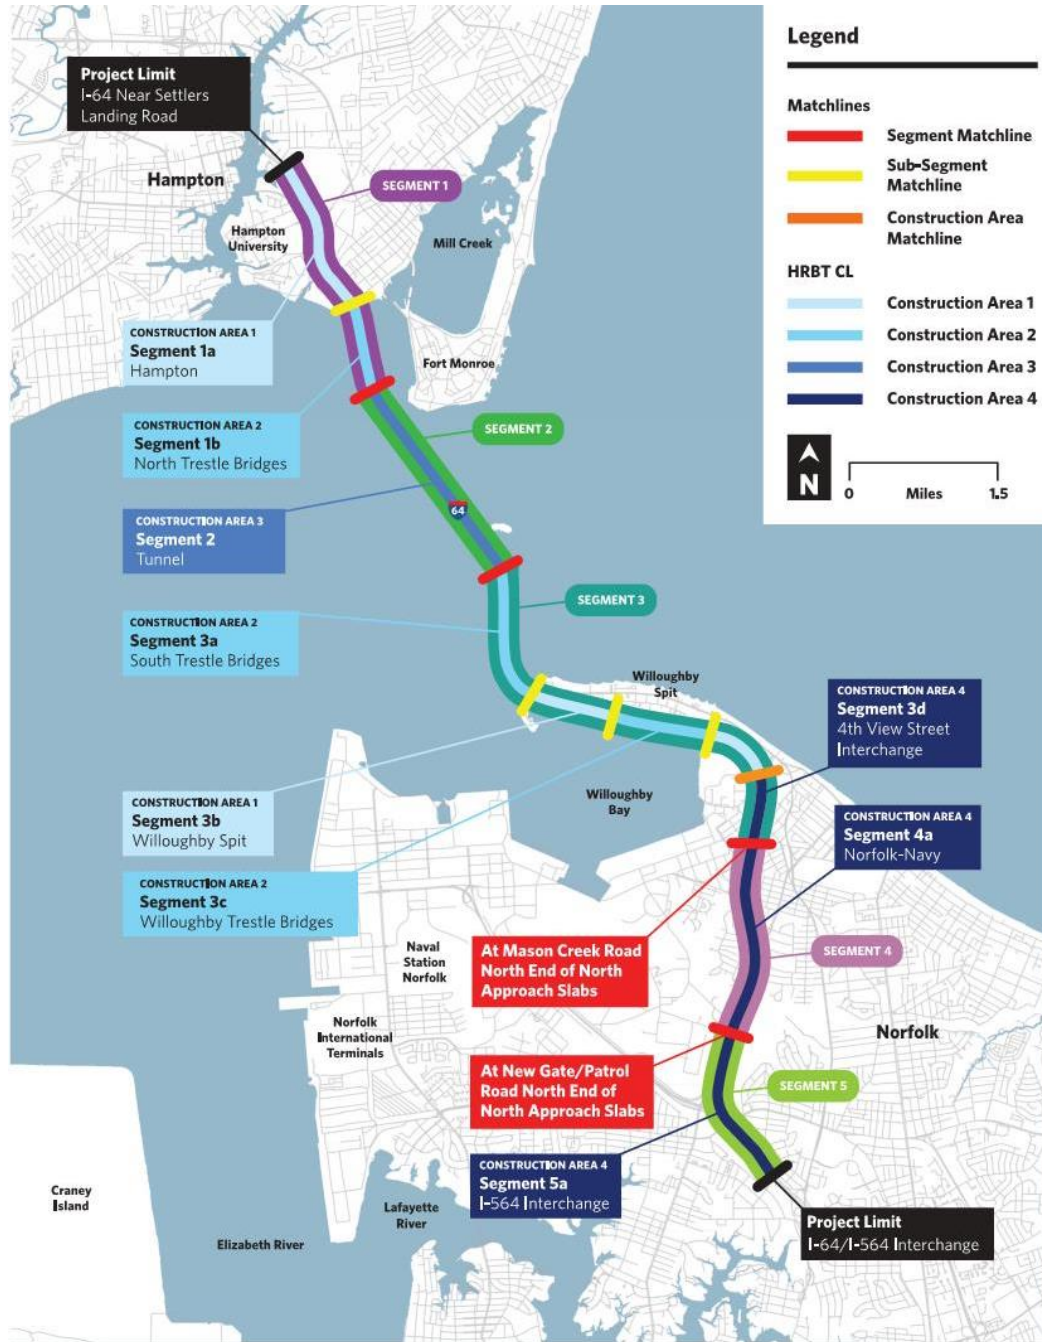 Project Limit
I-64 Near Settlers
Landing Road
Hampton
SEGMENT 1
Hampton
University
Mill Creek
CONSTRUCTION AREA 1
Segment 1a
Hampton
Fort Monroe
CONSTRUCTION AREA 2
Segment 1b
North Trestle Bridges
SEGMENT 2
64
CONSTRUCTION AREA 3
Segment 2
Tunnel
SEGMENT 3
CONSTRUCTION AREA 2
Segment 3a
South Trestle Bridges
Willoughby
Spit
CONSTRUCTION AREA 4
Segment 3d
4th View Street
Interchange
CONSTRUCTION AREA 1
Segment 3b
Willoughby Spit
Willoughby
Bay
CONSTRUCTION AREA 4
Segment 4a
Norfolk-Navy
CONSTRUCTION AREA 2
Segment 3c
Willoughby Trestle Bridges
Naval
Station
Norfolk
At Mason Creek Road
North End of North
Approach Slabs
SEGMENT 4
Norfolk
International
Terminals
Norfolk
At New Gate/Patrol
Road North End of
North Approach Slabs
SEGMENT 5
CONSTRUCTION AREA 4
Segment 5a
I-564 Interchange
Craney
Island
Lafayette
River
Elizabeth River
Project Limit
I-64/I-564 Interchange
Legend
Matchlines
Segment Matchline
Sub-Segment
Matchline
Construction Area
Matchline
HRBT CL
Construction Area 1
Construction Area 2
Construction Area 3
Construction Area 4
N
0 Miles 1.5